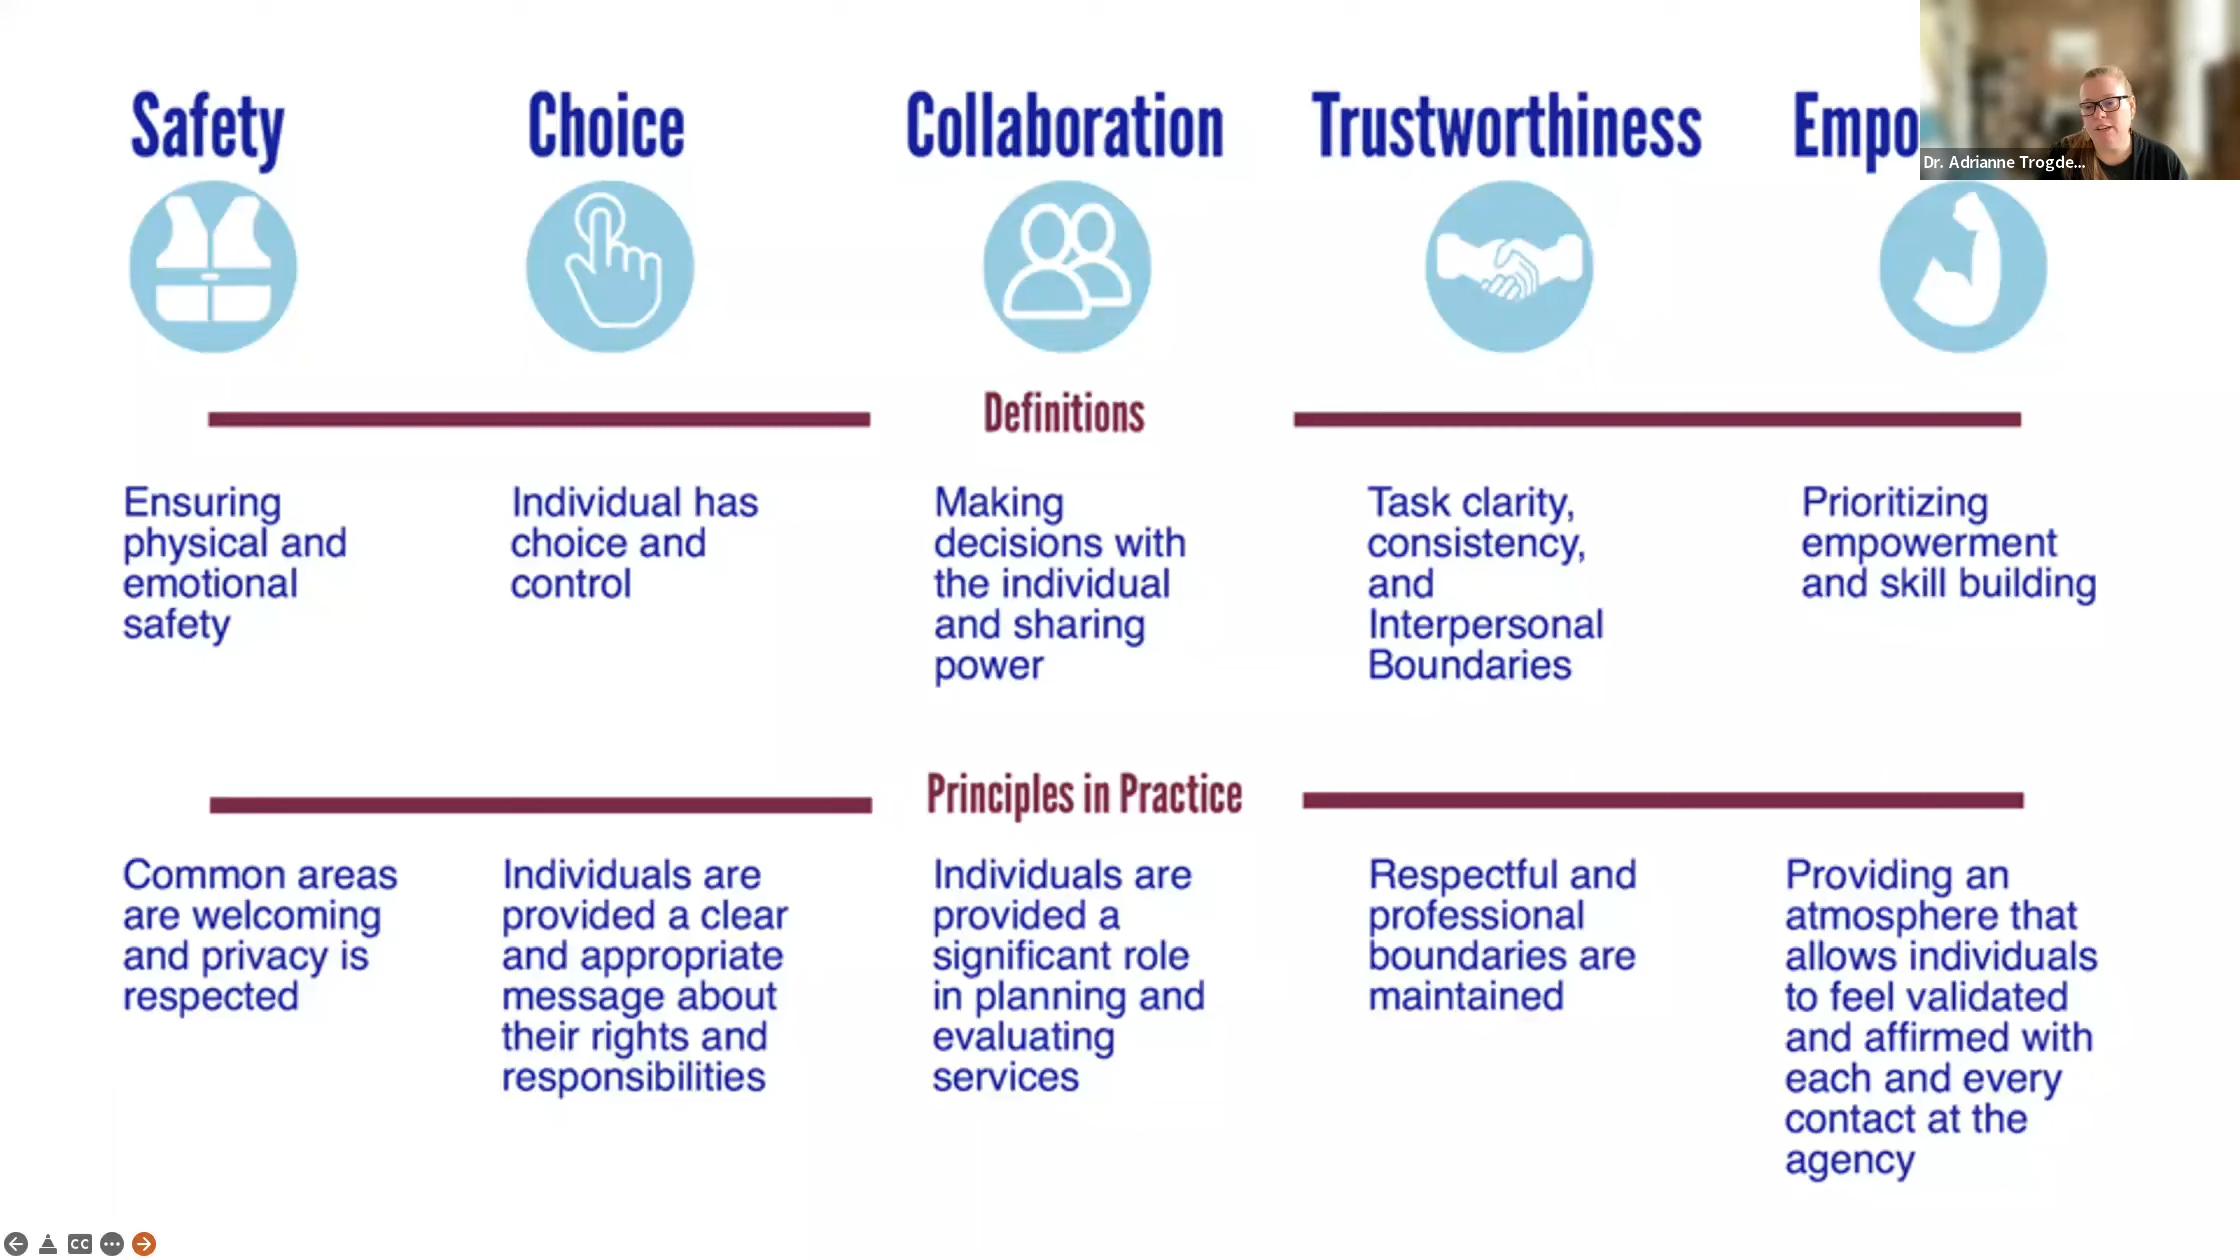 Safety
Choice
Collaboration
Trustworthiness
Empo
Dr. Adrianne Trogde...
Definitions
Ensuring
physical and
emotional
safety
Individual has
choice and
control
Making
decisions with
the individual
and sharing
power
Task clarity,
consistency,
and
Interpersonal
Boundaries
Prioritizing
empowerment
and skill building
Principles in Practice
Common areas
are welcoming
and privacy is
respected
Individuals are
provided a clear
and appropriate
message about
their rights and
responsibilities
Individuals are
provided a
significant role
in planning and
evaluating
services
Respectful and
professional
boundaries are
maintained
Providing an
atmosphere that
allows individuals
to feel validated
and affirmed with
each and every
contact at the
agency
CC